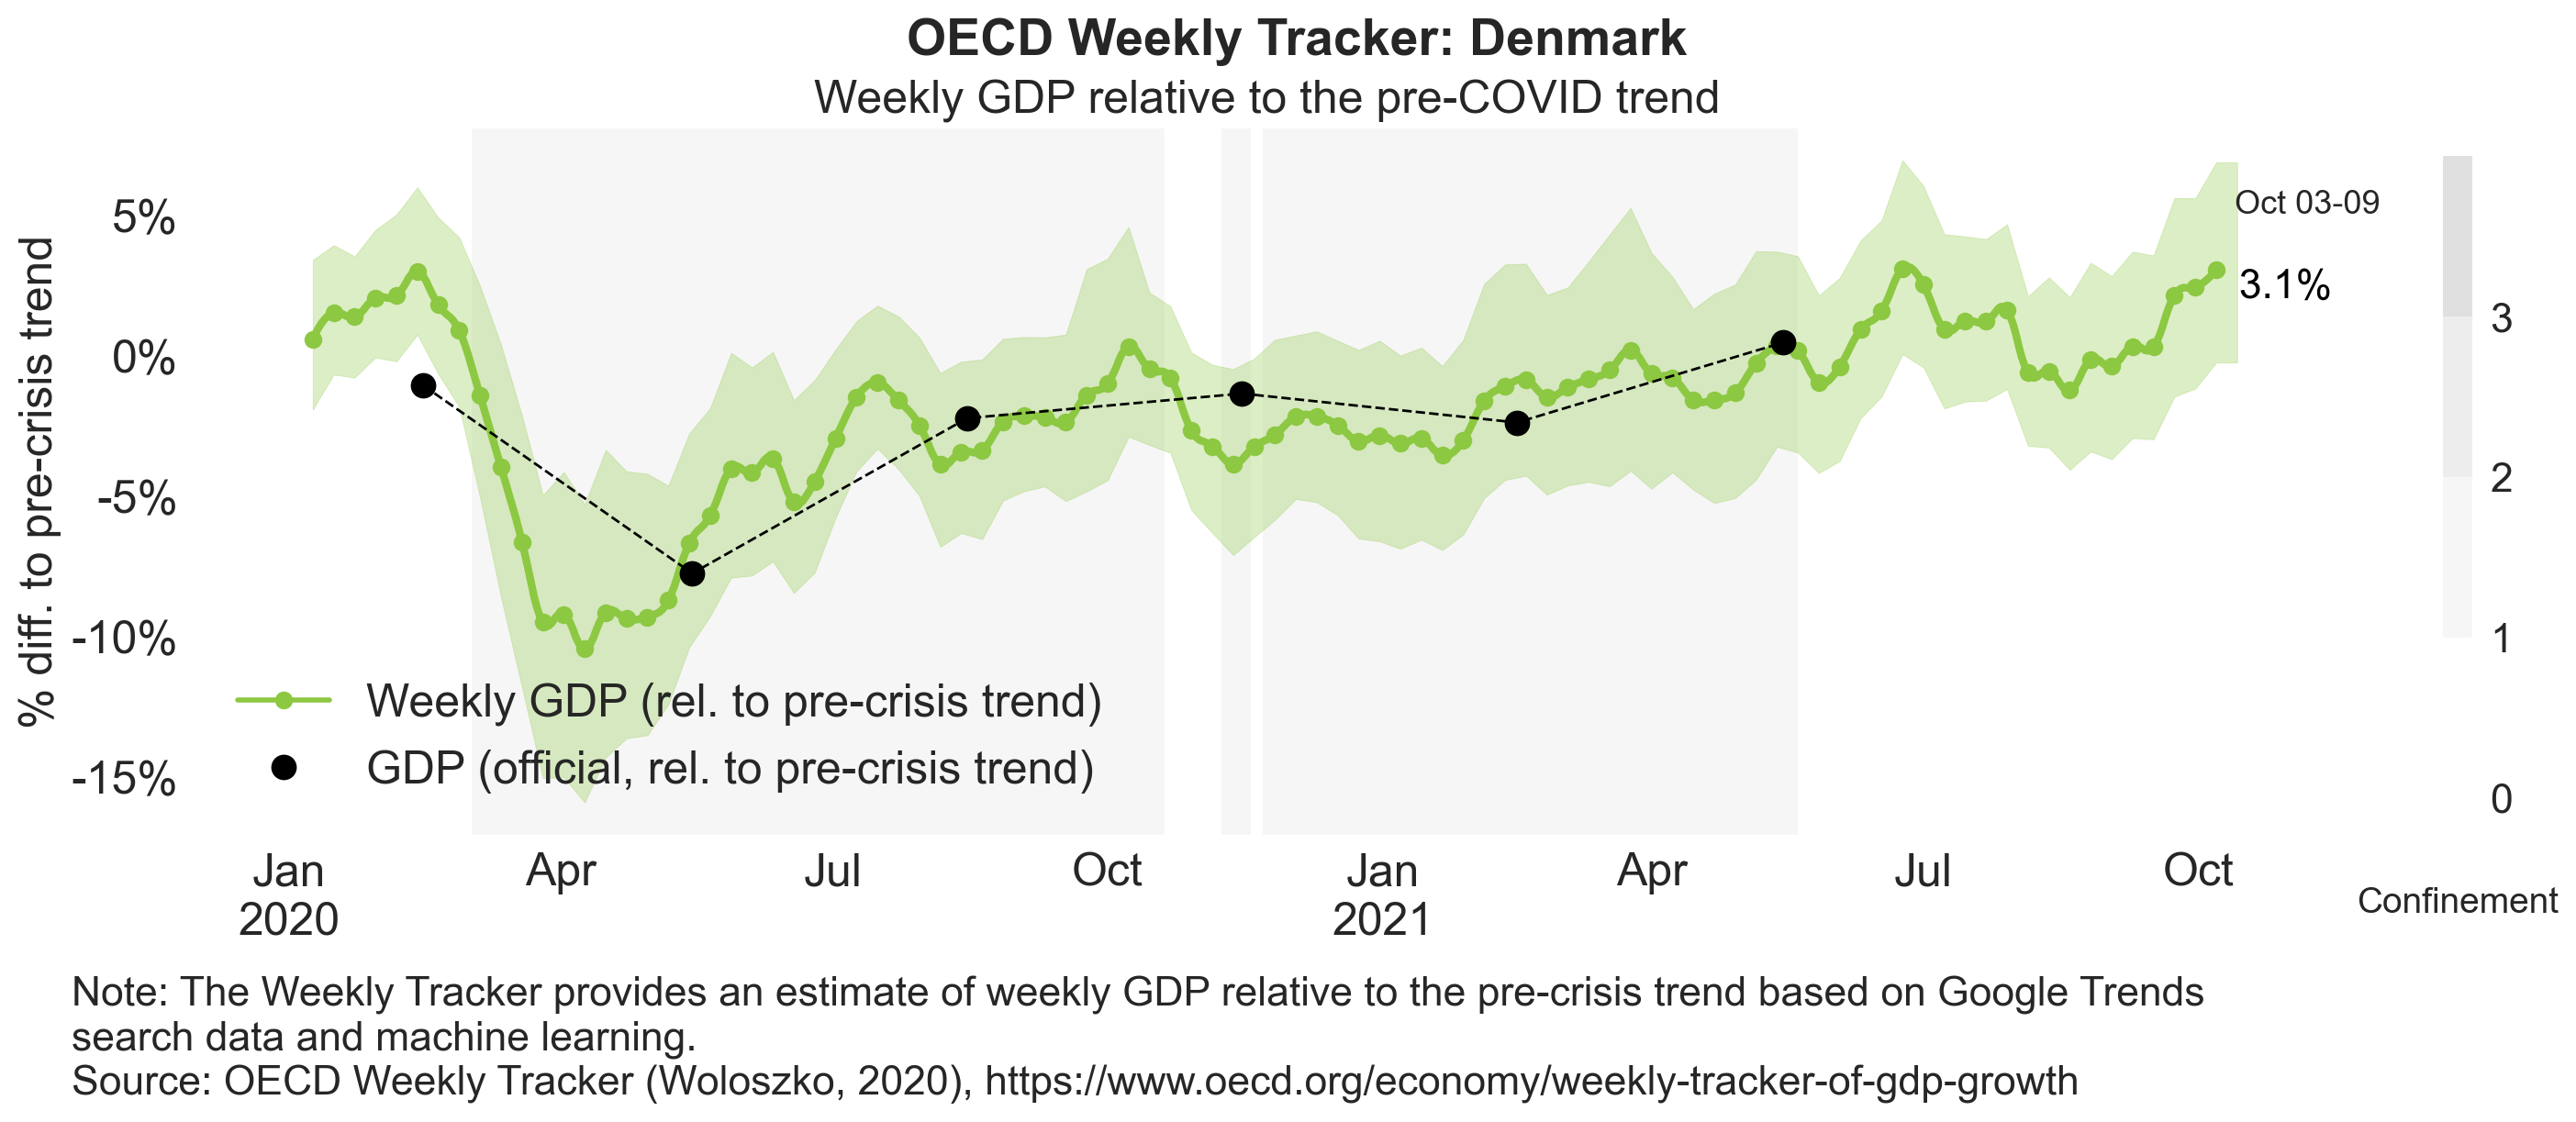 OECD Weekly Tracker: Denmark
Weekly GDP relative to the pre-COVID trend
% diff. to pre-crisis trend
5%
0%
-5%
-10%
-15%
Oct 03-09
3.1%
3
2
1
0
Confinement
Weekly GDP (rel. to pre-crisis trend)
GDP (official, rel. to pre-crisis trend)
Jan Apr Jul Oct Jan Apr Jul Oct
2020 2021
Note: The Weekly Tracker provides an estimate of weekly GDP relative to the pre-crisis trend based on Google Trends
search data and machine learning.
Source: OECD Weekly Tracker (Woloszko, 2020), https://www.oecd.org/economy/weekly-tracker-of-gdp-growth